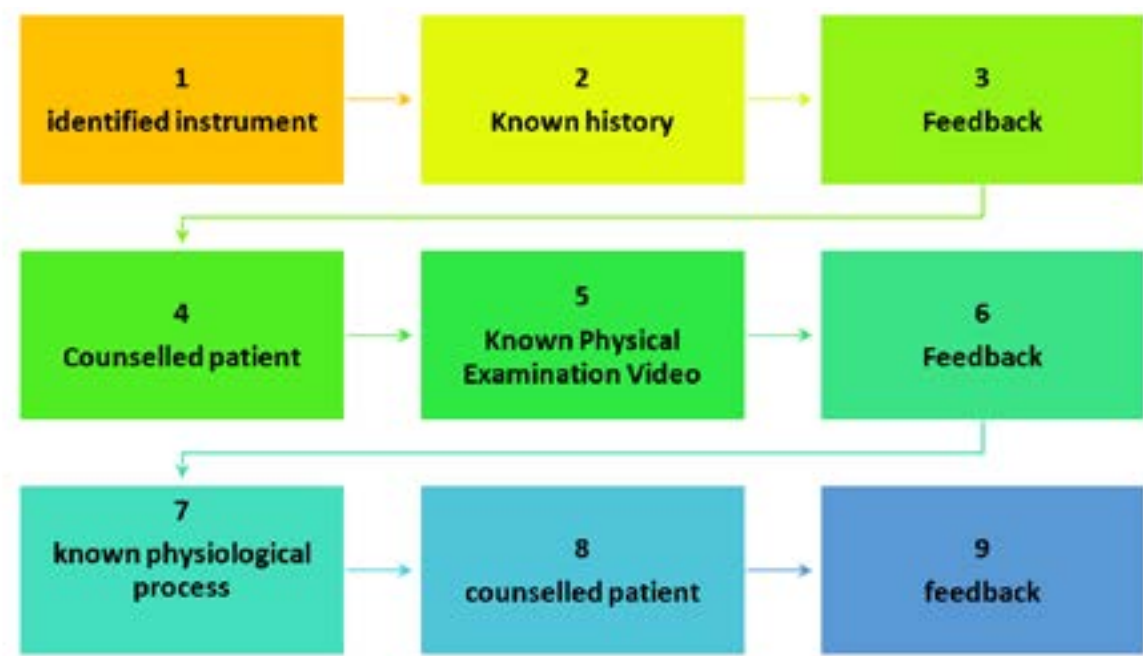 1
identified instrument
2
Known history
3
Feedback
4
Counselled patient
5
Known Physical
Examination Video
6
Feedback
7
known physiological
process
8
counselled patient
9
feedback